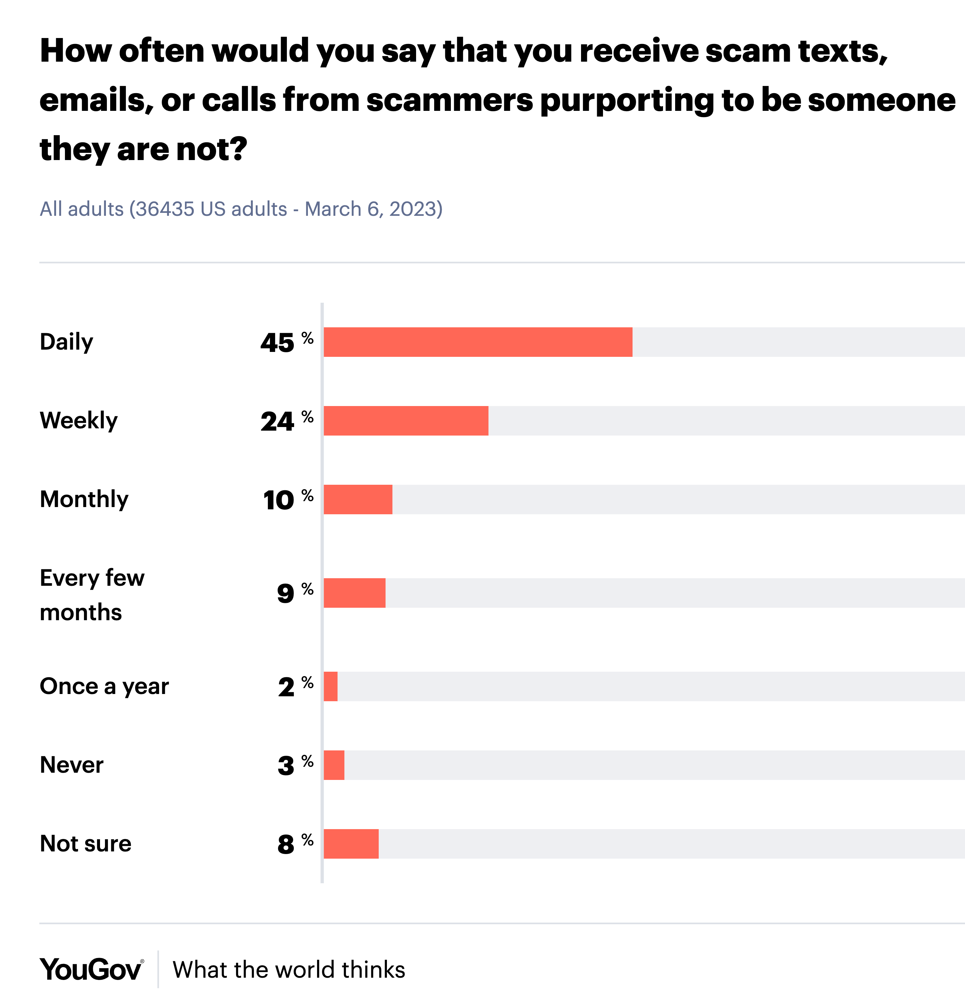 How often would you say that you receive scam texts,
emails, or calls from scammers purporting to be someone
they are not?
All adults (36435 US adults - March 6, 2023)
Daily 45 %
Weekly 24 %
Monthly 10 %
Every few
months 9 %
Once a year 2 %
Never 3 %
Not sure 8 %
YouGov® What the world thinks